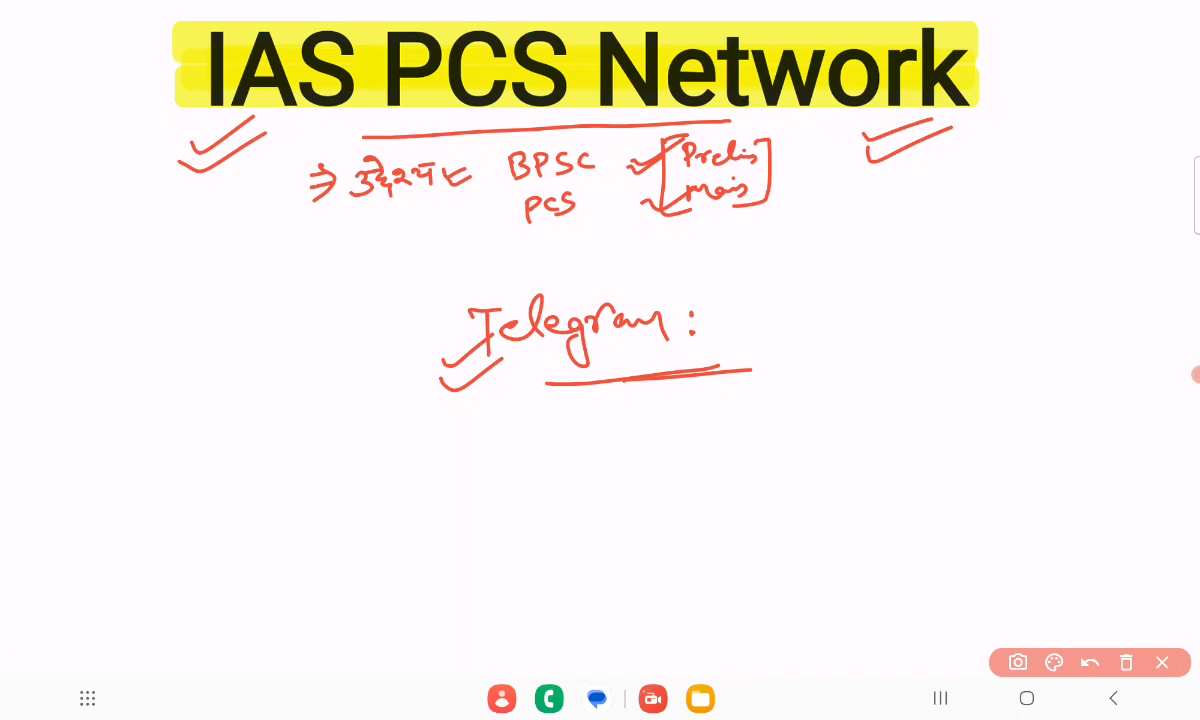 IAS PCS Network
⇒ उद्देश्य BPSC [Prelis
PCS Mais]
Telegram :